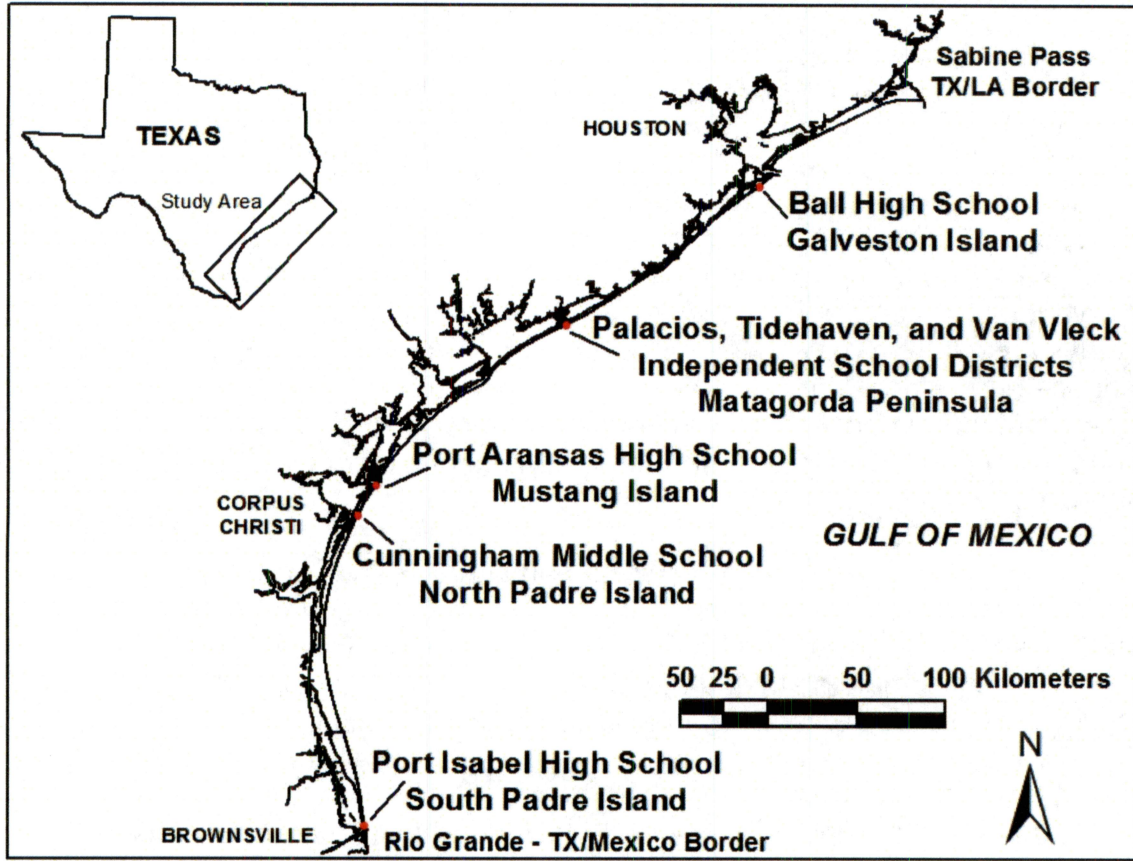 Sabine Pass
TX/LA Border
HOUSTON
TEXAS
Study Area
Ball High School
Galveston Island
Palacios, Tidehaven, and Van Vleck
Independent School Districts
Matagorda Peninsula
Port Aransas High School
Mustang Island
CORPUS
CHRISTI
GULF OF MEXICO
Cunningham Middle School
North Padre Island
50 25 0 50 100 Kilometers
N
Port Isabel High School
South Padre Island
BROWNSVILLE
Rio Grande - TX/Mexico Border